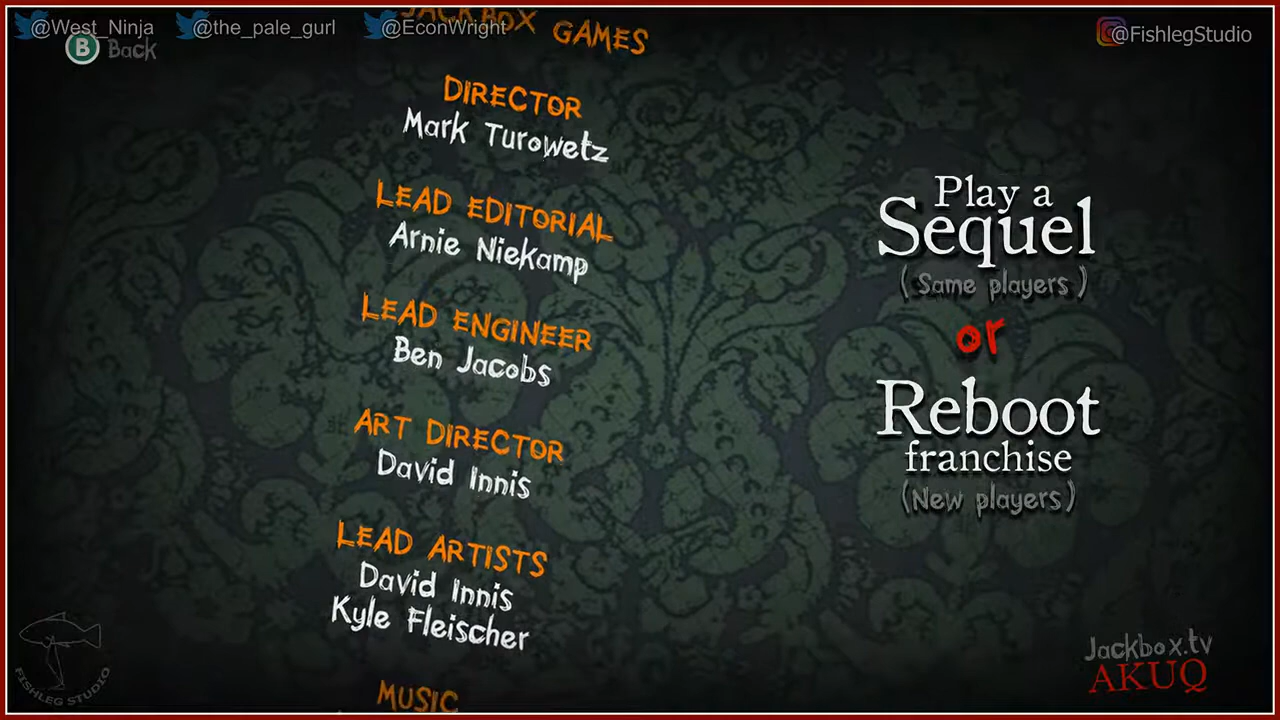 @West_Ninja @the_pale_gurl @EconWright @FishlegStudio
B Back
JACKBOX GAMES
DIRECTOR
Mark Turowetz
LEAD EDITORIAL
Arnie Niekamp
LEAD ENGINEER
Ben Jacobs
ART DIRECTOR
David Innis
LEAD ARTISTS
David Innis
Kyle Fleischer
MUSIC
Play a
Sequel
(Same players)
or
Reboot
franchise
(New players)
FISHLEG STUDIO
Jackbox.tv
AKUQ